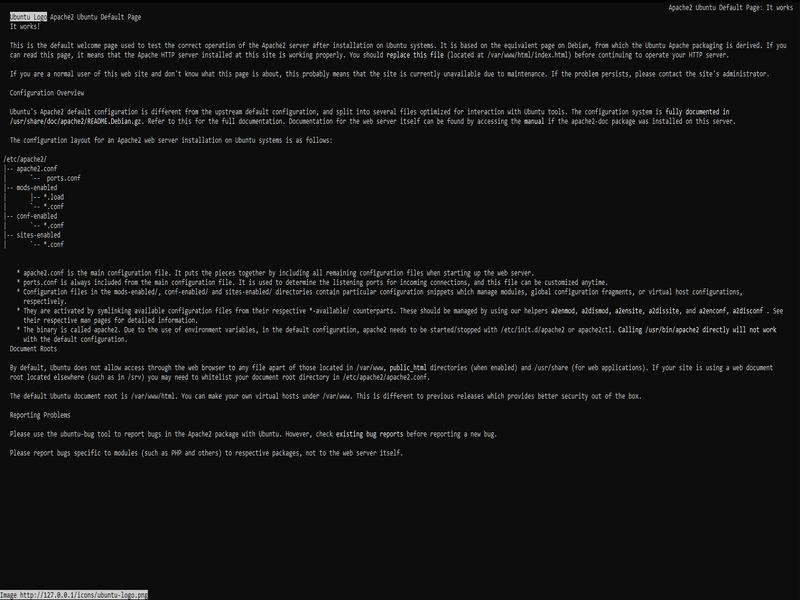 Apache2 Ubuntu Default Page: It works
Ubuntu Logo Apache2 Ubuntu Default Page
It works!
This is the default welcome page used to test the correct operation of the Apache2 server after installation on Ubuntu systems. It is based on the equivalent page on Debian, from which the Ubuntu Apache packaging is derived. If you
can read this page, it means that the Apache HTTP server installed at this site is working properly. You should replace this file (located at /var/www/html/index.html) before continuing to operate your HTTP server.
If you are a normal user of this web site and don't know what this page is about, this probably means that the site is currently unavailable due to maintenance. If the problem persists, please contact the site's administrator.
Configuration Overview
Ubuntu's Apache2 default configuration is different from the upstream default configuration, and split into several files optimized for interaction with Ubuntu tools. The configuration system is fully documented in
/usr/share/doc/apache2/README.Debian.gz. Refer to this for the full documentation. Documentation for the web server itself can be found by accessing the manual if the apache2-doc package was installed on this server.
The configuration layout for an Apache2 web server installation on Ubuntu systems is as follows:
/etc/apache2/
|-- apache2.conf
|       `--  ports.conf
|-- mods-enabled
|       |-- *.load
|       `-- *.conf
|-- conf-enabled
|       `-- *.conf
|-- sites-enabled
|       `-- *.conf
* apache2.conf is the main configuration file. It puts the pieces together by including all remaining configuration files when starting up the web server.
* ports.conf is always included from the main configuration file. It is used to determine the listening ports for incoming connections, and this file can be customized anytime.
* Configuration files in the mods-enabled/, conf-enabled/ and sites-enabled/ directories contain particular configuration snippets which manage modules, global configuration fragments, or virtual host configurations,
respectively.
* They are activated by symlinking available configuration files from their respective *-available/ counterparts. These should be managed by using our helpers a2enmod, a2dismod, a2ensite, a2dissite, and a2enconf, a2disconf . See
their respective man pages for detailed information.
* The binary is called apache2. Due to the use of environment variables, in the default configuration, apache2 needs to be started/stopped with /etc/init.d/apache2 or apache2ctl. Calling /usr/bin/apache2 directly will not work
with the default configuration.
Document Roots
By default, Ubuntu does not allow access through the web browser to any file apart of those located in /var/www, public_html directories (when enabled) and /usr/share (for web applications). If your site is using a web document
root located elsewhere (such as in /srv) you may need to whitelist your document root directory in /etc/apache2/apache2.conf.
The default Ubuntu document root is /var/www/html. You can make your own virtual hosts under /var/www. This is different to previous releases which provides better security out of the box.
Reporting Problems
Please use the ubuntu-bug tool to report bugs in the Apache2 package with Ubuntu. However, check existing bug reports before reporting a new bug.
Please report bugs specific to modules (such as PHP and others) to respective packages, not to the web server itself.
Image http://127.0.0.1/icons/ubuntu-logo.png